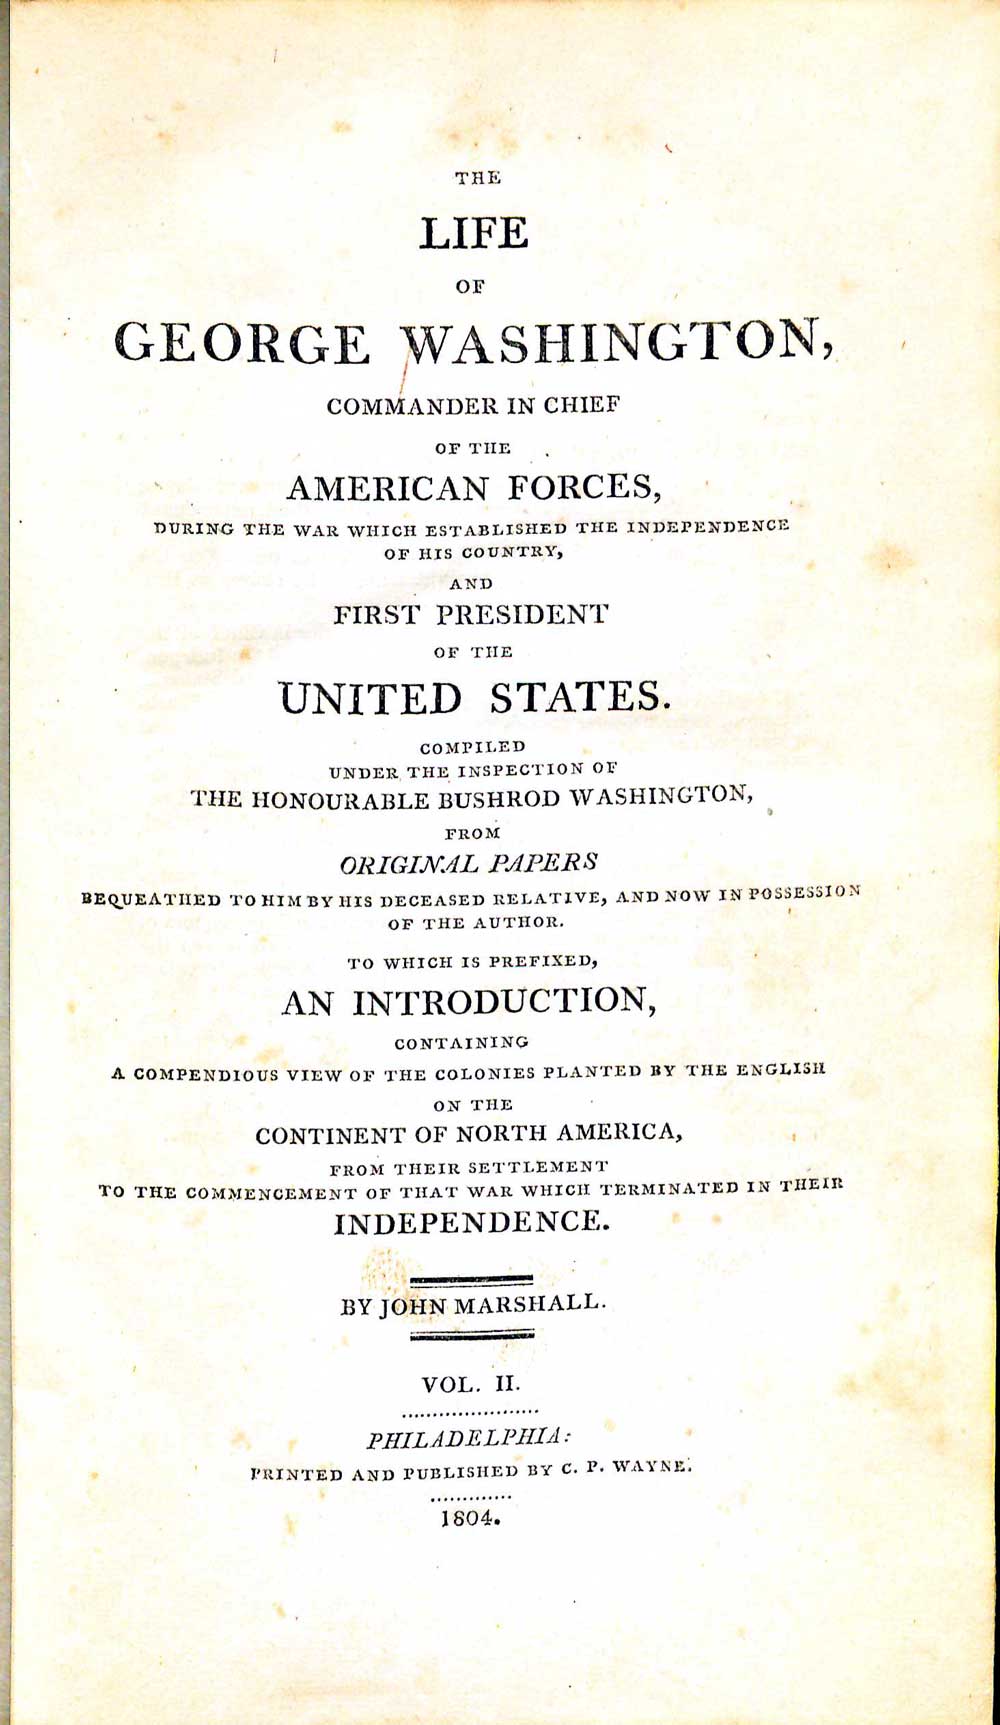 THE
LIFE
OF
GEORGE WASHINGTON,
COMMANDER IN CHIEF
OF THE
AMERICAN FORCES,
DURING THE WAR WHICH ESTABLISHED THE INDEPENDENCE
OF HIS COUNTRY,
AND
FIRST PRESIDENT
OF THE
UNITED STATES.
COMPILED
UNDER THE INSPECTION OF
THE HONOURABLE BUSHROD WASHINGTON,
FROM
ORIGINAL PAPERS
BEQUEATHED TO HIM BY HIS DECEASED RELATIVE, AND NOW IN POSSESSION
OF THE AUTHOR.
TO WHICH IS PREFIXED,
AN INTRODUCTION,
CONTAINING
A COMPENDIOUS VIEW OF THE COLONIES PLANTED BY THE ENGLISH
ON THE
CONTINENT OF NORTH AMERICA,
FROM THEIR SETTLEMENT
TO THE COMMENCEMENT OF THAT WAR WHICH TERMINATED IN THEIR
INDEPENDENCE.
BY JOHN MARSHALL.
VOL. II.
PHILADELPHIA:
PRINTED AND PUBLISHED BY C. P. WAYNE.
1804.